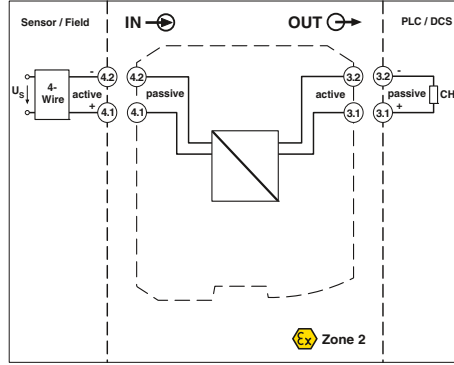 Sensor / Field
IN
OUT
PLC / DCS
4-
Wire
US
-
active
+
4.2
4.1
4.2
passive
4.1
3.2
active
3.1
3.2
-
passive
+
3.1
CH
Ex Zone 2